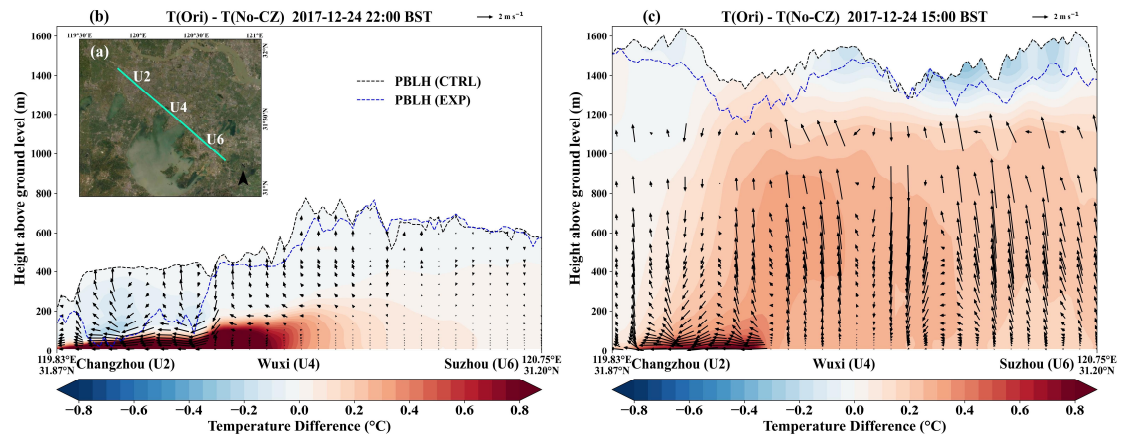 (b) T(Ori) - T(No-CZ) 2017-12-24 22:00 BST 2 m s⁻¹
1600
1400
1200
1000
800
600
400
200
0
Height above ground level (m)
119°30'E 120°E 120°30'E 121°E
(a)
U2
U4
U6
32°N
31°30'N
31°N
PBLH (CTRL)
PBLH (EXP)
119.83°E
31.87°N
Changzhou (U2) Wuxi (U4) Suzhou (U6)
120.75°E
31.20°N
−0.8 −0.6 −0.4 −0.2 0.0 0.2 0.4 0.6 0.8
Temperature Difference (°C)
(c) T(Ori) - T(No-CZ) 2017-12-24 15:00 BST 2 m s⁻¹
1600
1400
1200
1000
800
600
400
200
0
Height above ground level (m)
119.83°E
31.87°N
Changzhou (U2) Wuxi (U4) Suzhou (U6)
120.75°E
31.20°N
−0.8 −0.6 −0.4 −0.2 0.0 0.2 0.4 0.6 0.8
Temperature Difference (°C)